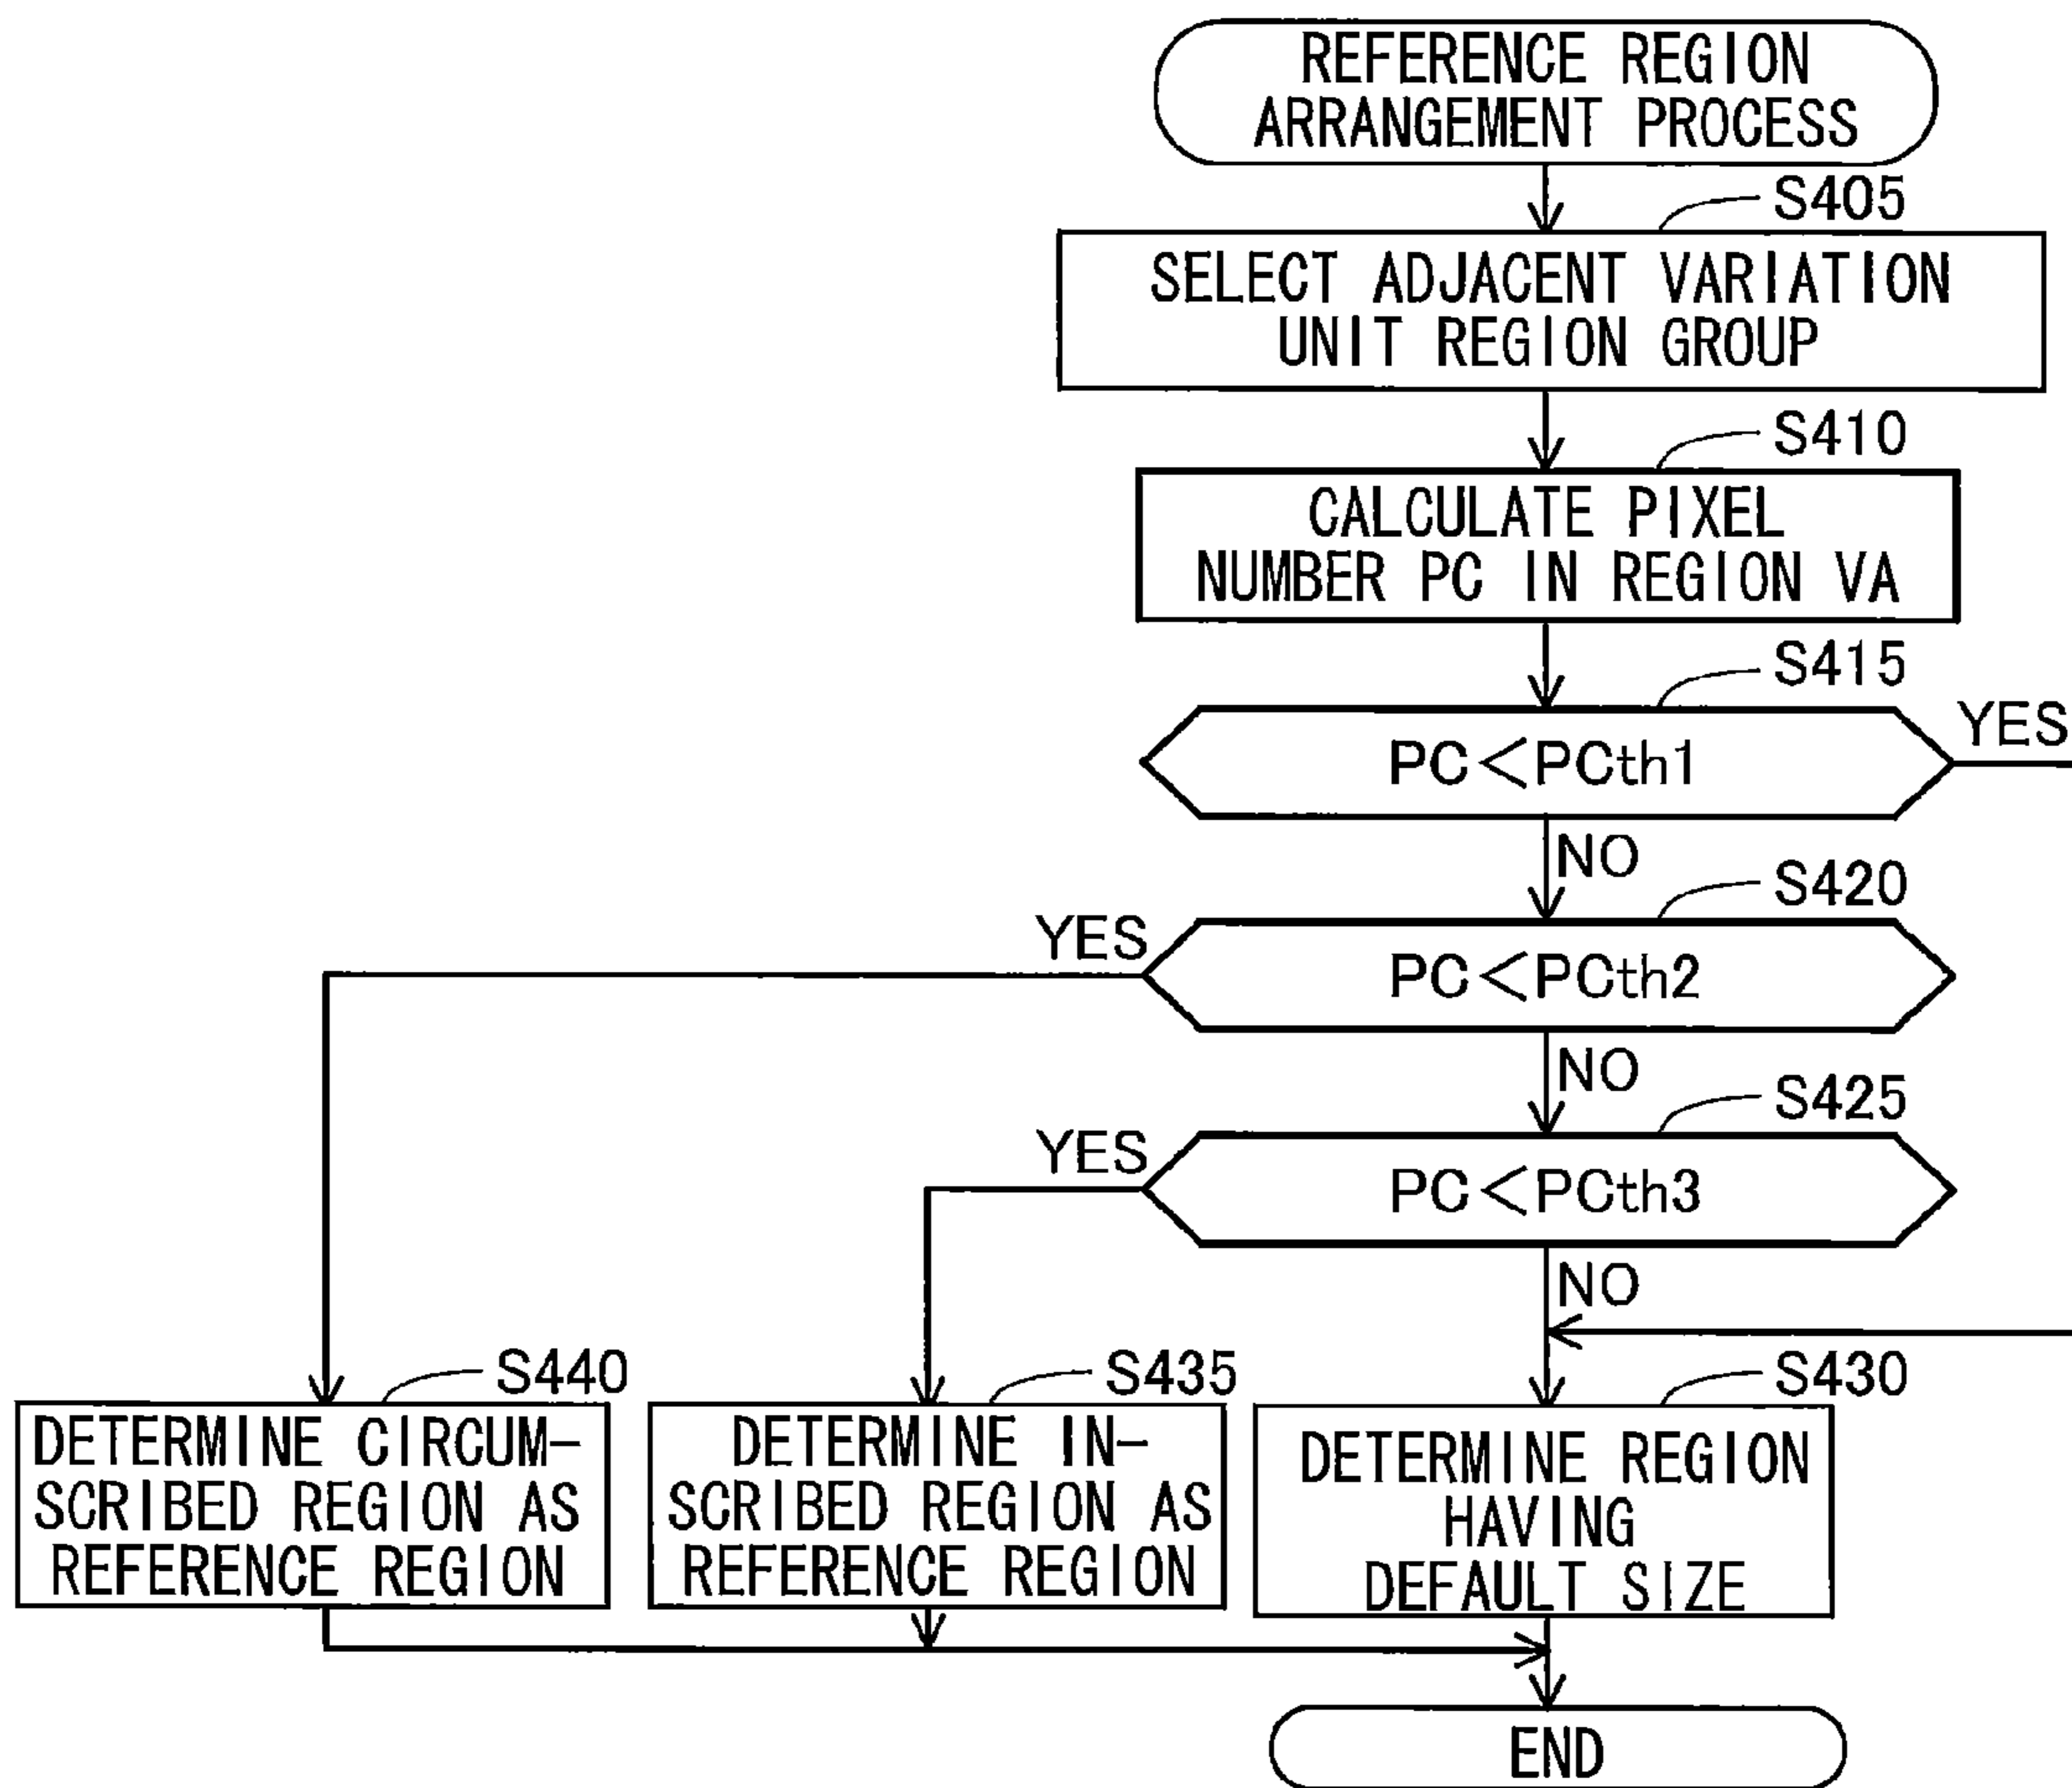 REFERENCE REGION
ARRANGEMENT PROCESS
S405
SELECT ADJACENT VARIATION
UNIT REGION GROUP
S410
CALCULATE PIXEL
NUMBER PC IN REGION VA
S415
PC<PCth1
YES
NO
S420
YES
PC<PCth2
NO
S425
YES
PC<PCth3
NO
S440
DETERMINE CIRCUM-
SCRIBED REGION AS
REFERENCE REGION
S435
DETERMINE IN-
SCRIBED REGION AS
REFERENCE REGION
S430
DETERMINE REGION
HAVING
DEFAULT SIZE
END